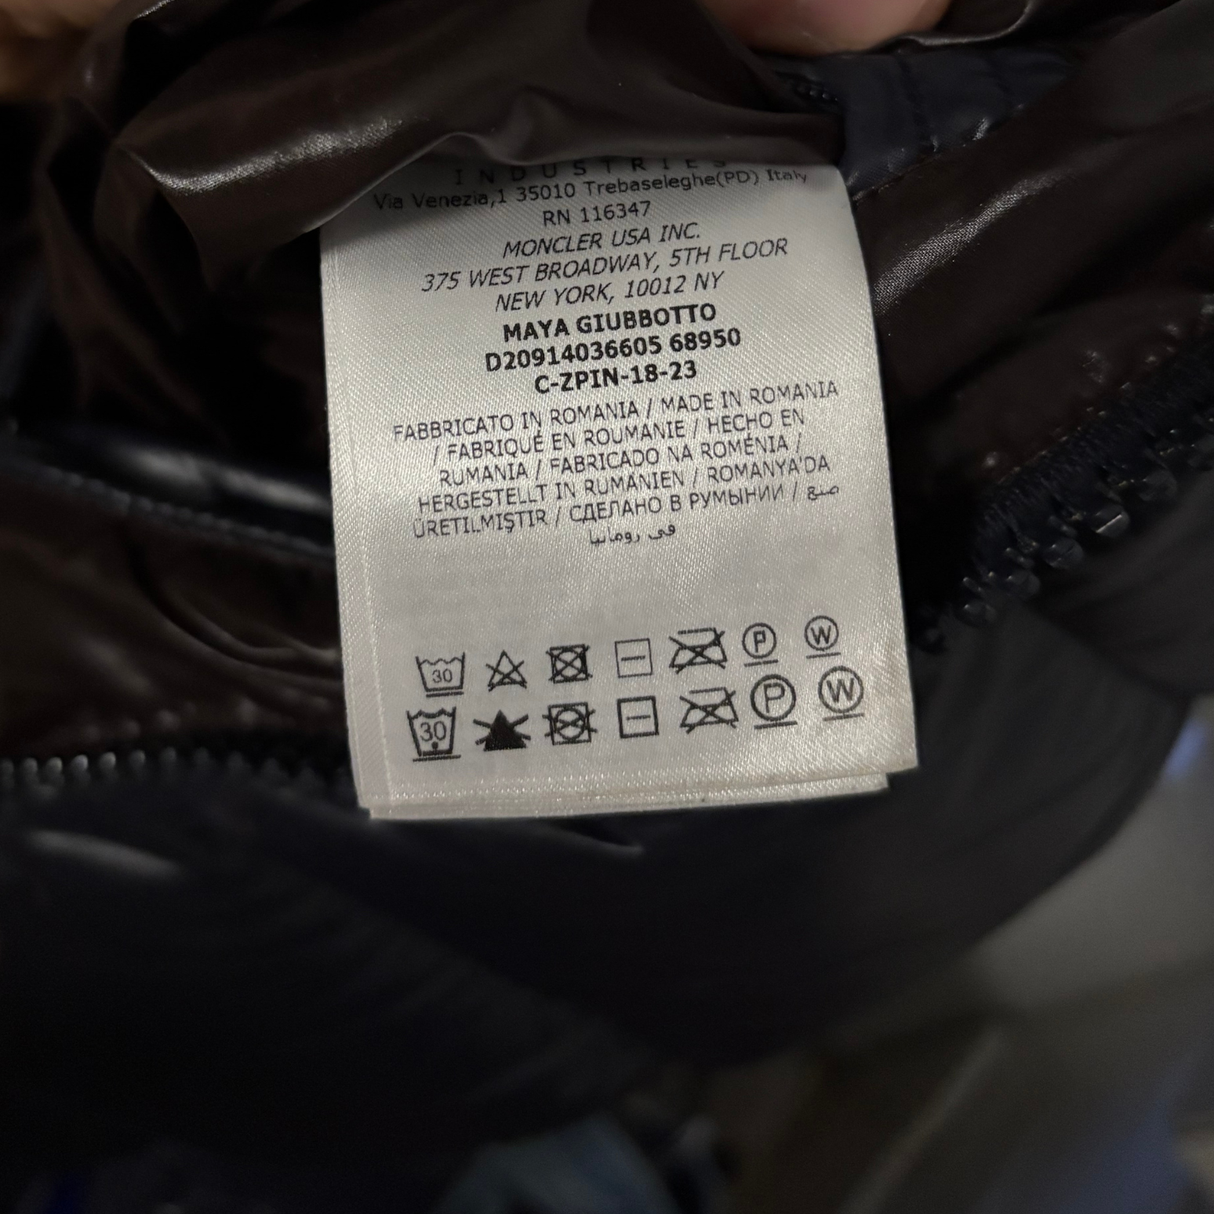 INDUSTRIES
Via Venezia,1 35010 Trebaseleghe(PD) Italy
RN 116347
MONCLER USA INC.
375 WEST BROADWAY, 5TH FLOOR
NEW YORK, 10012 NY
MAYA GIUBBOTTO
D20914036605 68950
C-ZPIN-18-23
FABBRICATO IN ROMANIA / MADE IN ROMANIA
/ FABRIQUÉ EN ROUMANIE / HECHO EN
RUMANIA / FABRICADO NA ROMÉNIA /
HERGESTELLT IN RUMÄNIEN / ROMANYA'DA
ÜRETILMIŞTIR / СДЕЛАНО В РУМЫНИИ / صنع
في رومانيا
30 P W
30 P W